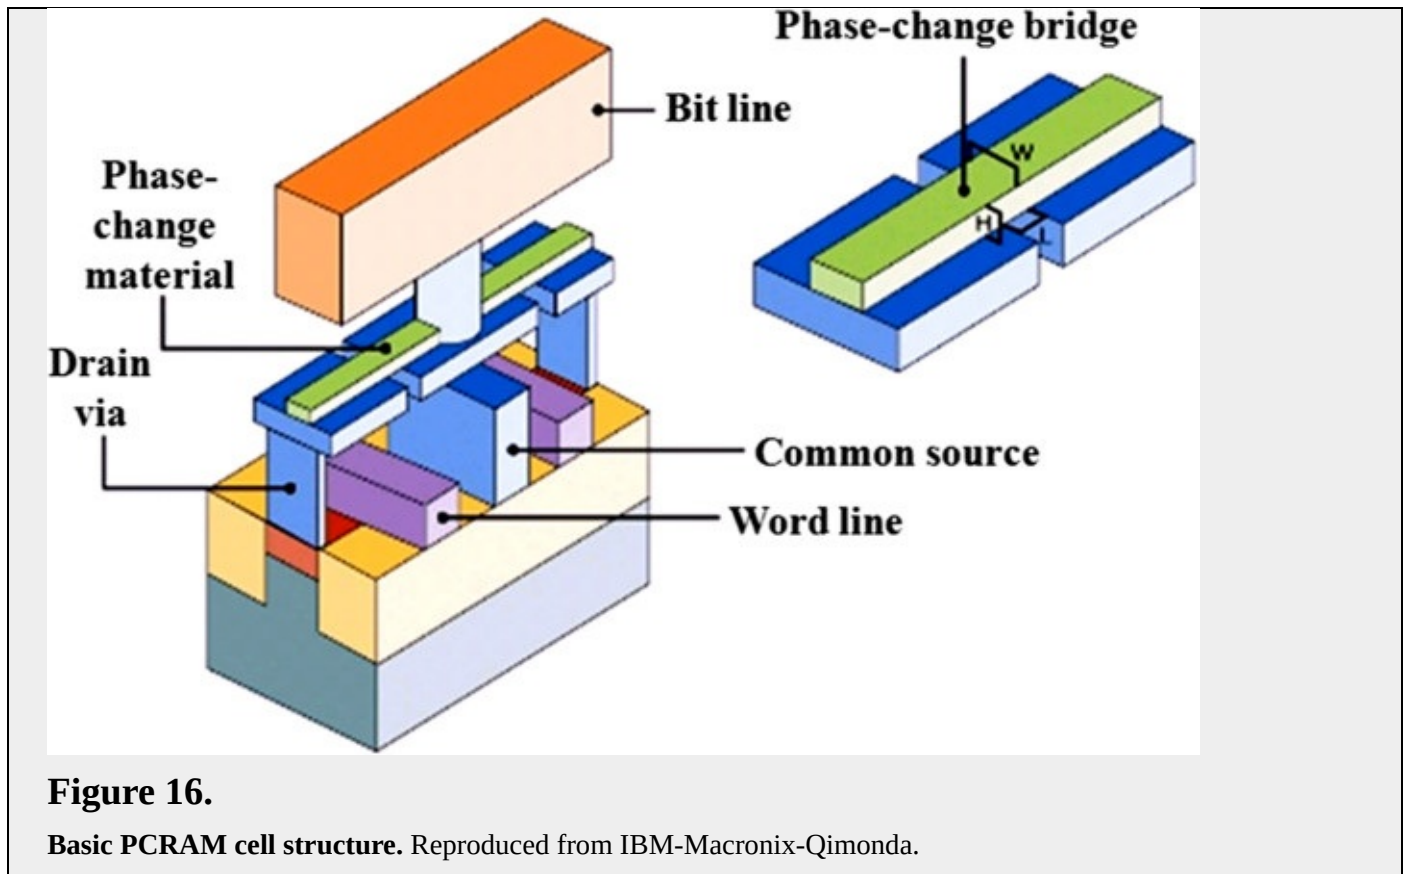 Phase-change bridge
Bit line
W
H
L
Phase-
change
material
Drain
via
Common source
Word line
Figure 16.
Basic PCRAM cell structure. Reproduced from IBM-Macronix-Qimonda.